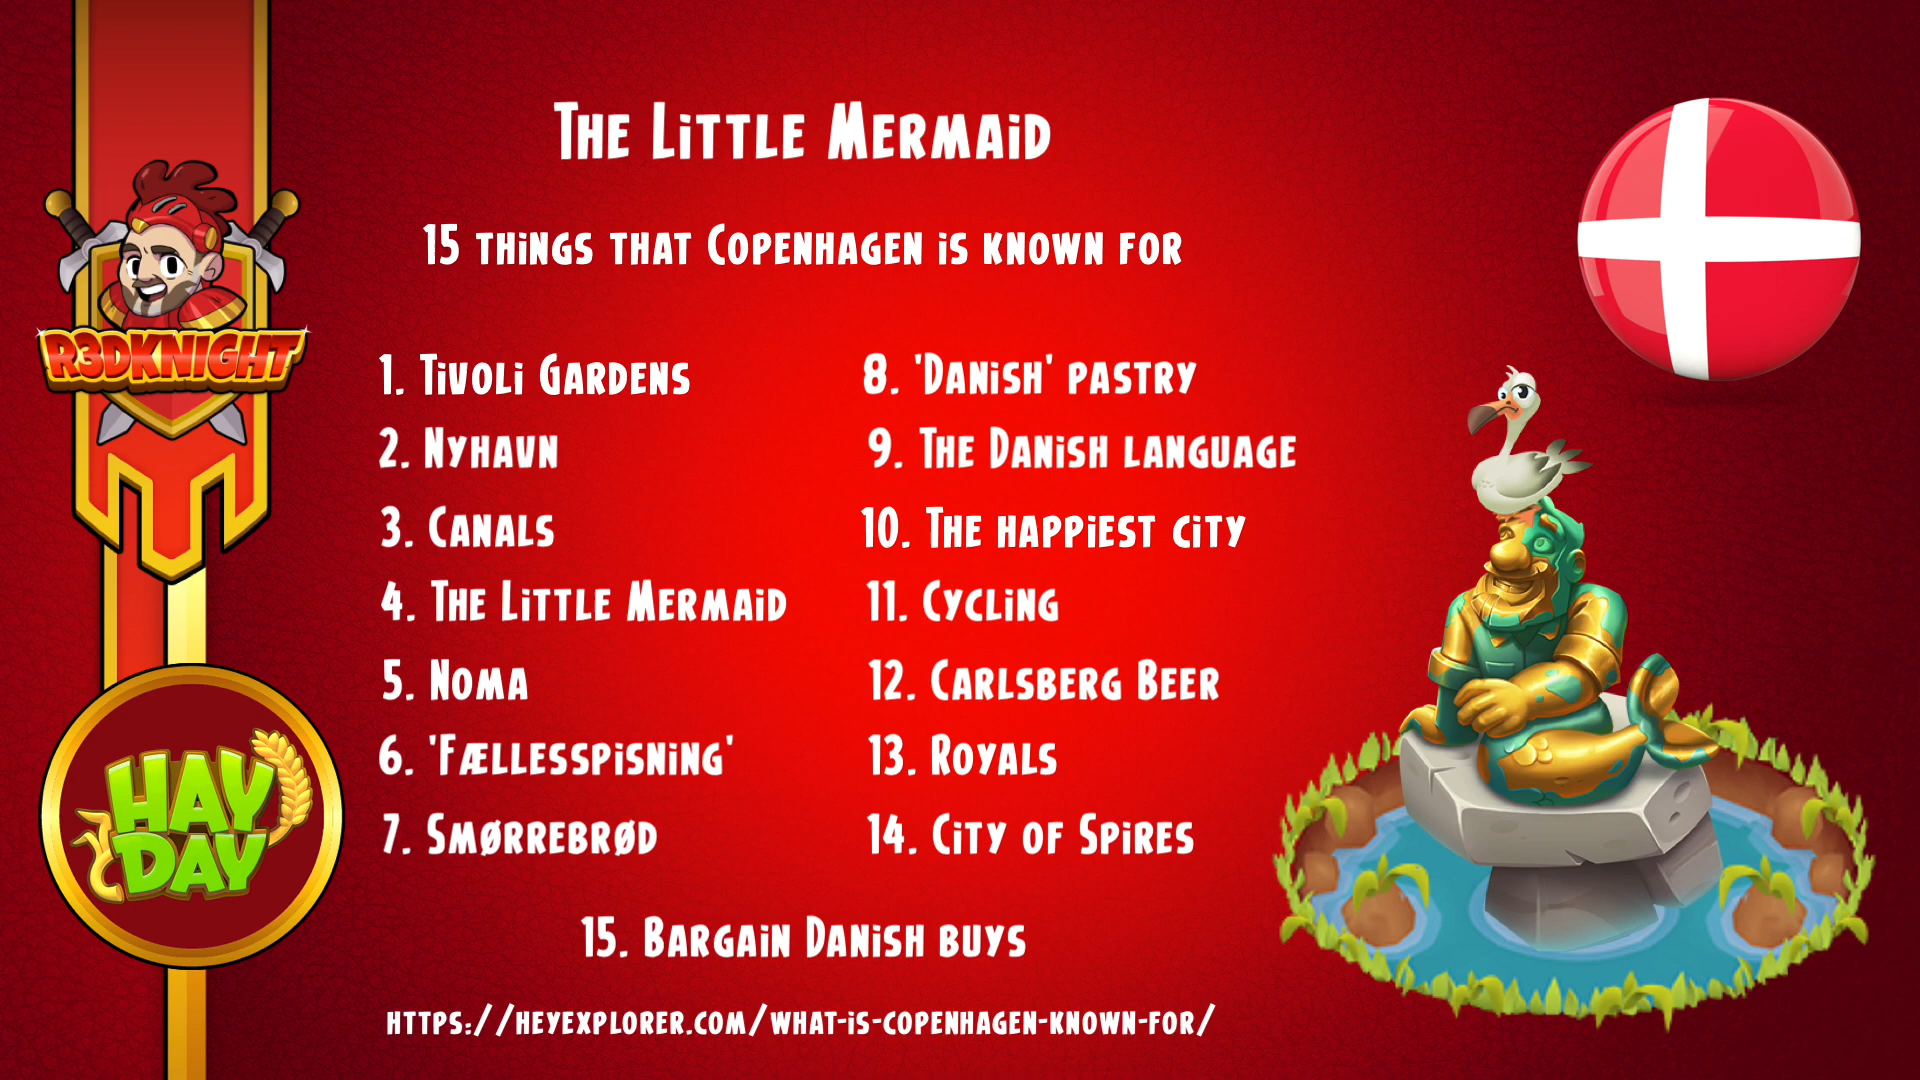 The Little Mermaid
15 things that Copenhagen is known for
1. Tivoli Gardens
2. Nyhavn
3. Canals
4. The Little Mermaid
5. Noma
6. 'Fællesspisning'
7. Smørrebrød
8. 'Danish' pastry
9. The Danish language
10. The happiest city
11. Cycling
12. Carlsberg Beer
13. Royals
14. City of Spires
15. Bargain Danish buys
https://heyexplorer.com/what-is-copenhagen-known-for/
R3DKNIGHT
HAY
DAY